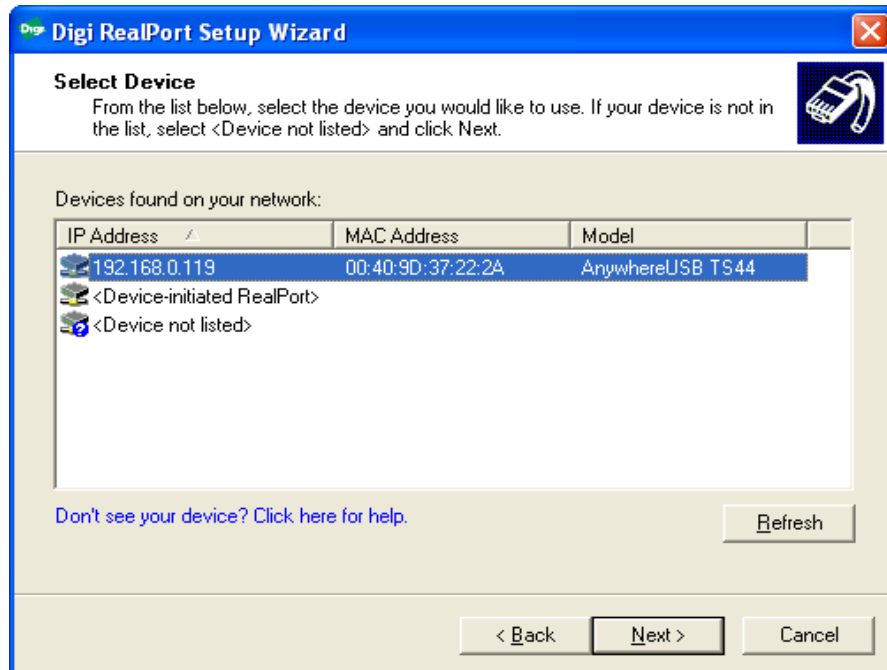 Digi Digi RealPort Setup Wizard
Select Device
From the list below, select the device you would like to use. If your device is not in
the list, select <Device not listed> and click Next.
Devices found on your network:
IP Address MAC Address Model
192.168.0.119 00:40:9D:37:22:2A AnywhereUSB TS44
<Device-initiated RealPort>
<Device not listed>
Don't see your device? Click here for help.
Refresh
< Back Next > Cancel